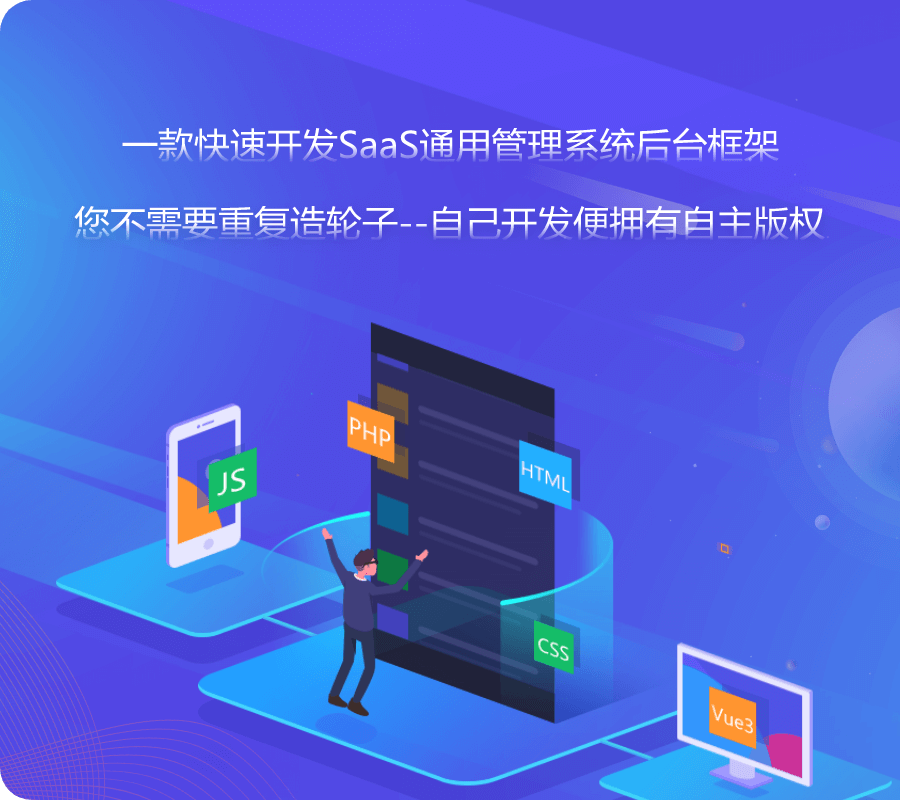 一款快速开发SaaS通用管理系统后台框架
您不需要重复造轮子--自己开发便拥有自主版权
PHP
HTML
JS
CSS
Vue3